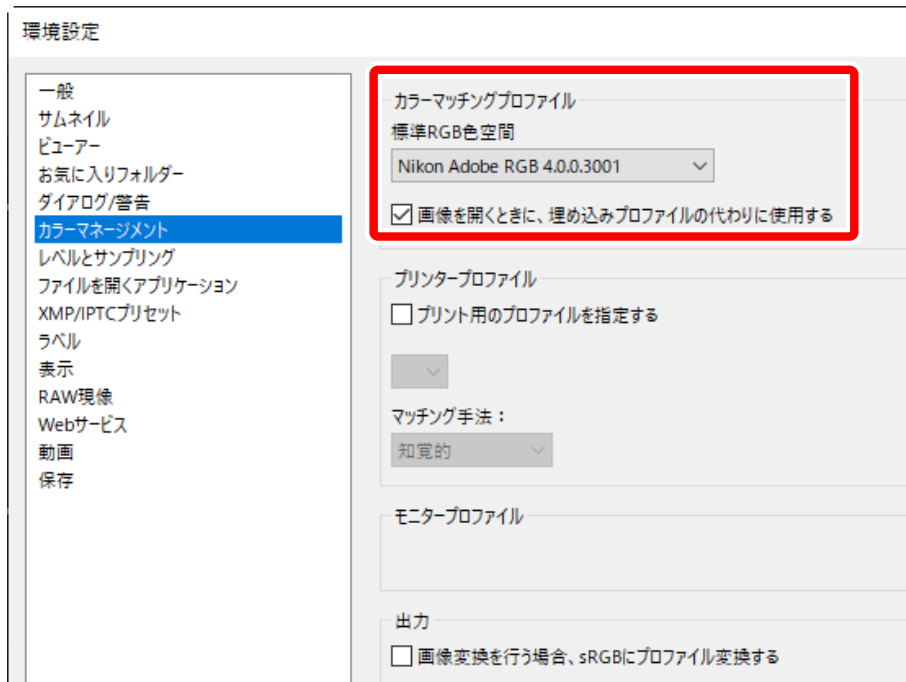 環境設定
一般
サムネイル
ビューアー
お気に入りフォルダー
ダイアログ/警告
カラーマネージメント
レベルとサンプリング
ファイルを開くアプリケーション
XMP/IPTCプリセット
ラベル
表示
RAW現像
Webサービス
動画
保存
カラーマッチングプロファイル
標準RGB色空間
Nikon Adobe RGB 4.0.0.3001
画像を開くときに、埋め込みプロファイルの代わりに使用する
プリンタープロファイル
プリント用のプロファイルを指定する
マッチング手法：
知覚的
モニタープロファイル
出力
画像変換を行う場合、sRGBにプロファイル変換する